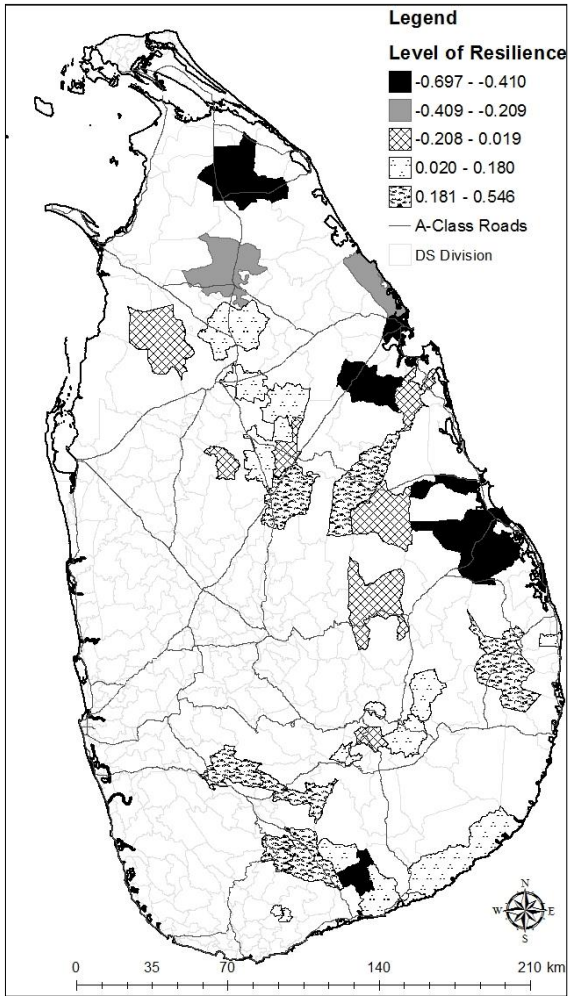 Legend
Level of Resilience
-0.697 - -0.410
-0.409 - -0.209
-0.208 - 0.019
0.020 - 0.180
0.181 - 0.546
A-Class Roads
DS Division
N
W E
S
0 35 70 140 210 km